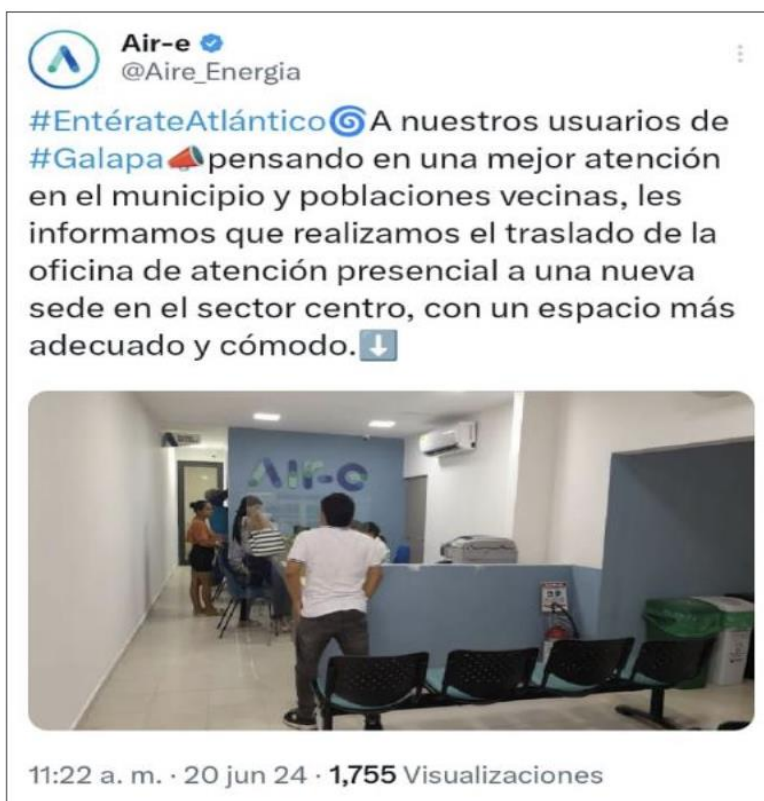 Air-e
@Aire_Energia
#EntérateAtlántico🌀A nuestros usuarios de
#Galapa📣pensando en una mejor atención
en el municipio y poblaciones vecinas, les
informamos que realizamos el traslado de la
oficina de atención presencial a una nueva
sede en el sector centro, con un espacio más
adecuado y cómodo.⬇️
Air-e
11:22 a. m. · 20 jun 24 · 1,755 Visualizaciones